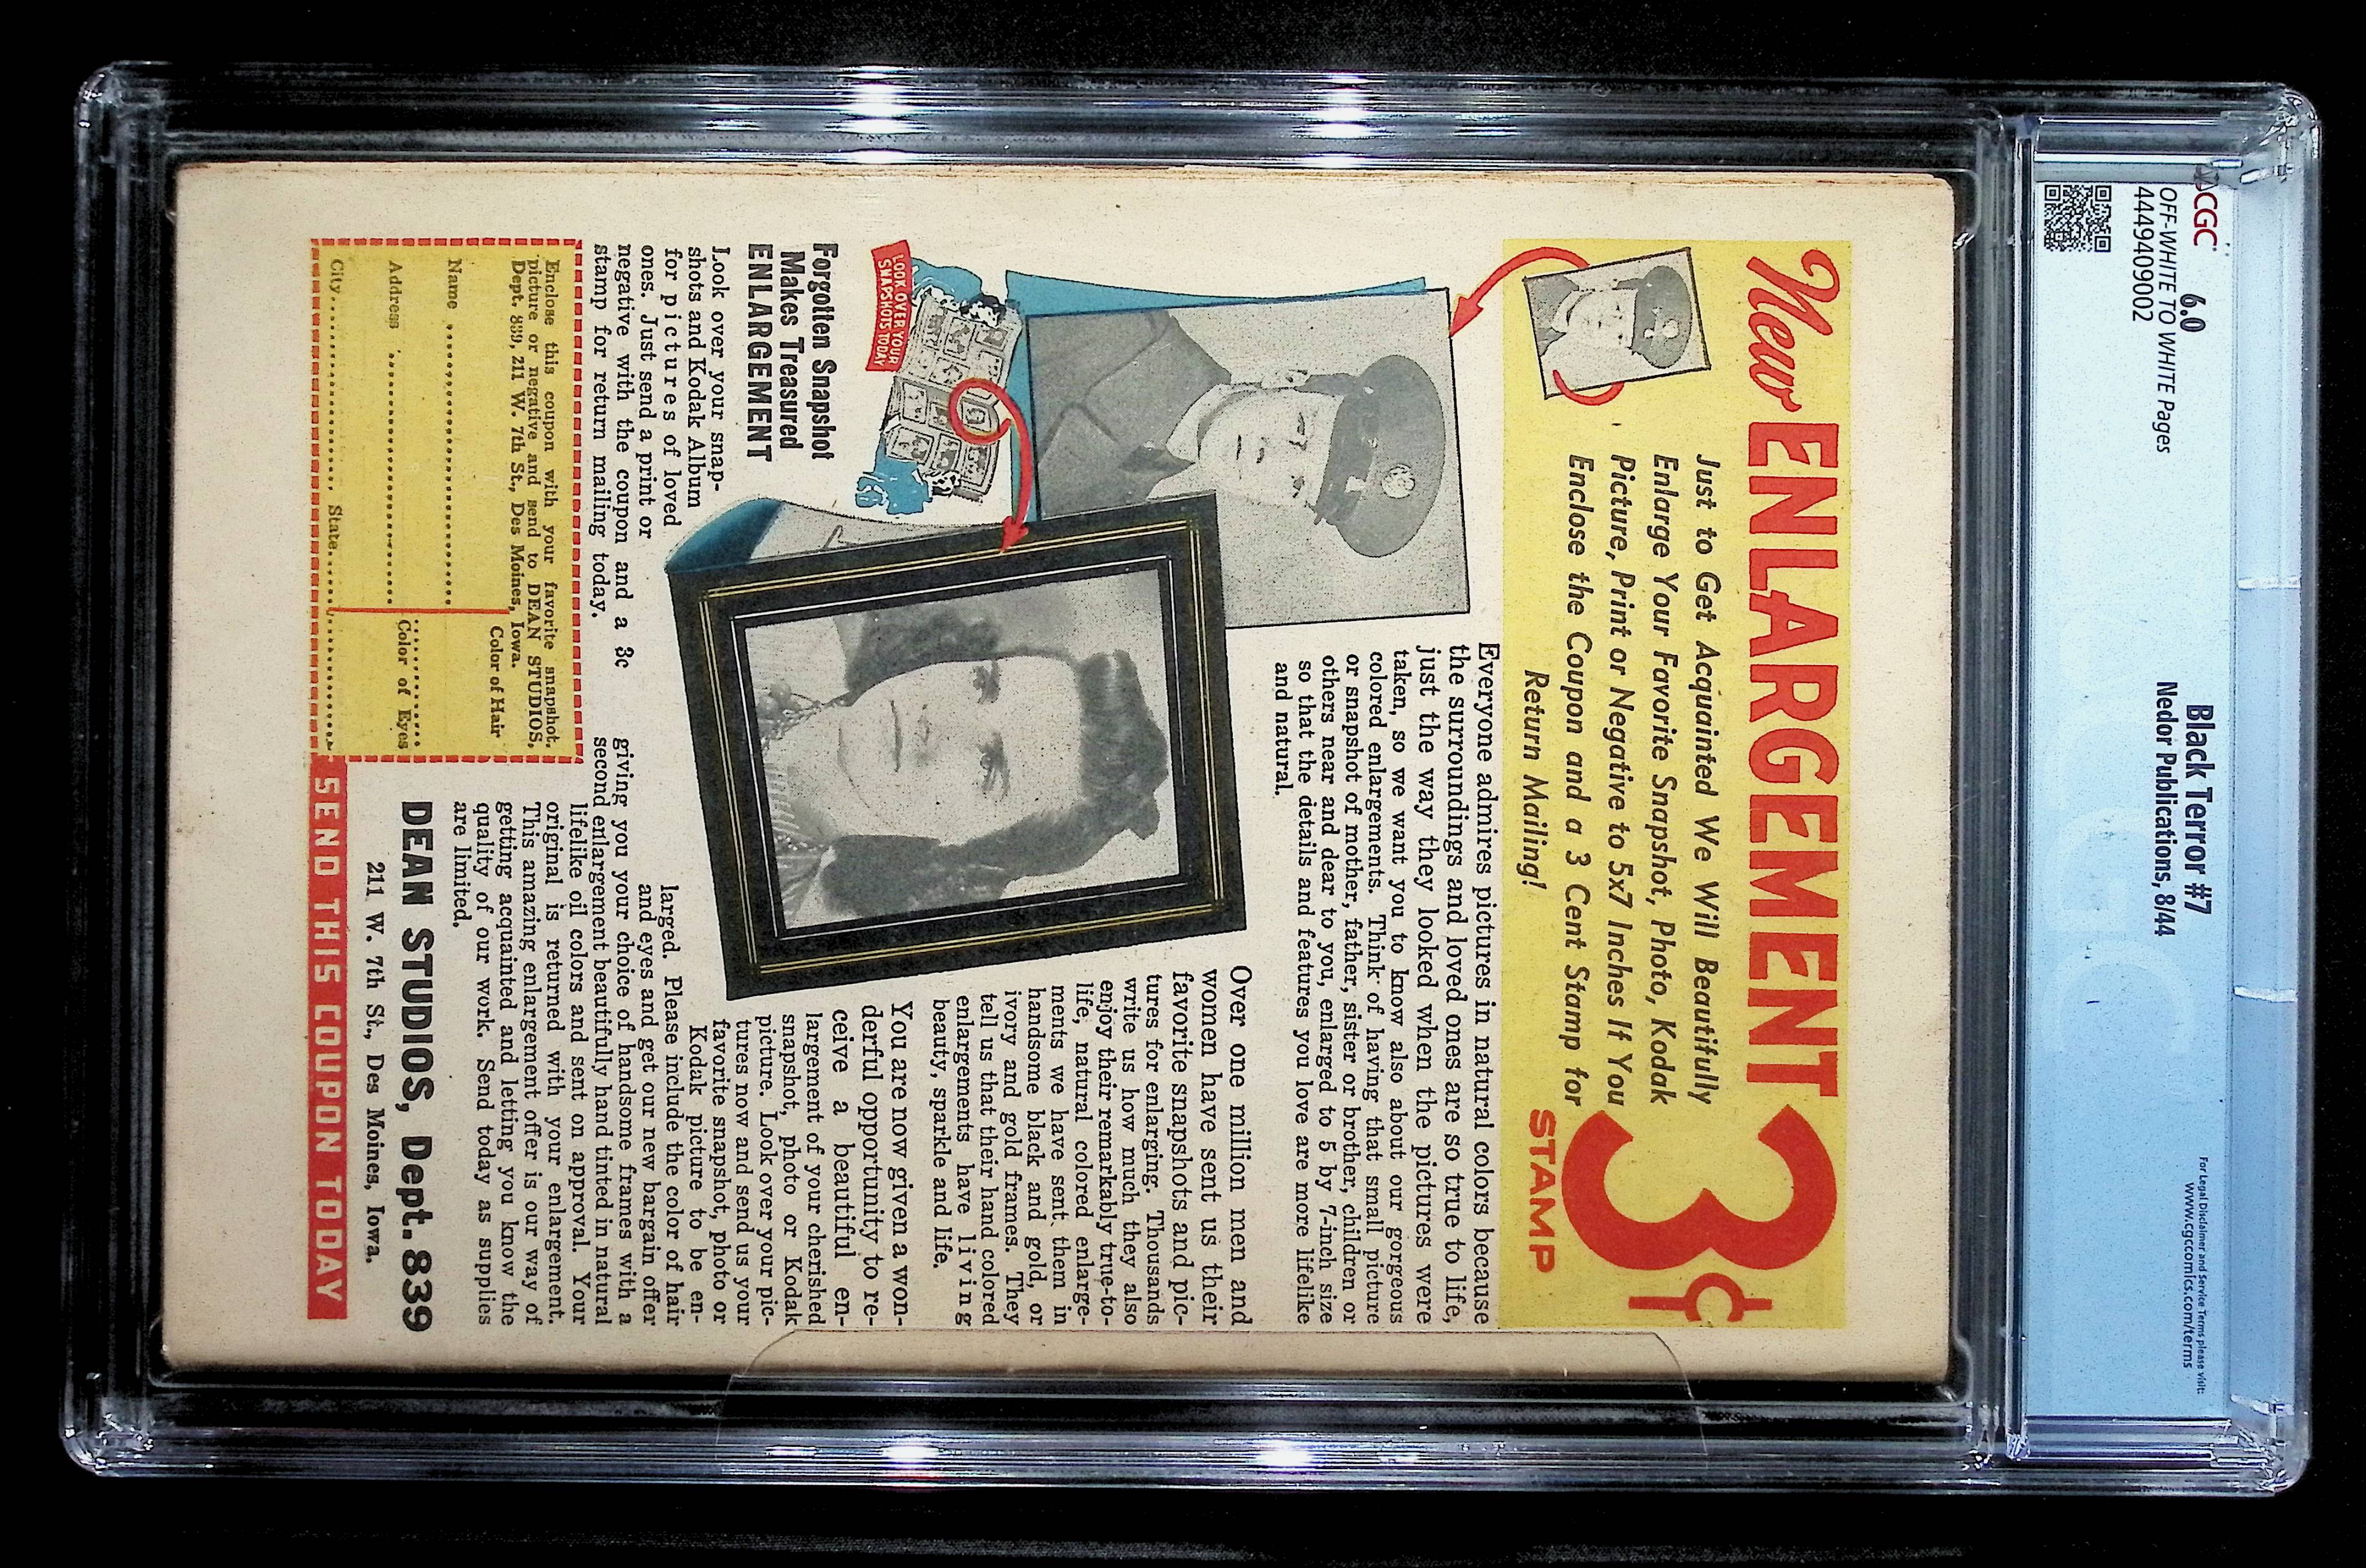 CGC
6.0
OFF-WHITE TO WHITE Pages
4449409002
Black Terror #7
Nedor Publications, 8/44
For Legal Disclaimer and Service Terms please visit:
www.cgccomics.com/terms
New ENLARGEMENT 3¢
STAMP
Just to Get Acquainted We Will Beautifully
Enlarge Your Favorite Snapshot, Photo, Kodak
Picture, Print or Negative to 5x7 Inches If You
Enclose the Coupon and a 3 Cent Stamp for
Return Mailing!
Everyone admires pictures in natural colors because
the surroundings and loved ones are so true to life,
just the way they looked when the pictures were
taken, so we want you to know also about our gorgeous
colored enlargements. Think of having that small picture
or snapshot of mother, father, sister or brother, children or
others near and dear to you, enlarged to 5 by 7-inch size
so that the details and features you love are more lifelike
and natural.
Over one million men and
women have sent us their
favorite snapshots and pic-
tures for enlarging. Thousands
write us how much they also
enjoy their remarkably true-to-
life, natural colored enlarge-
ments we have sent them in
handsome black and gold, or
ivory and gold frames. They
tell us that their hand colored
enlargements have living
beauty, sparkle and life.
You are now given a won-
derful opportunity to re-
ceive a beautiful en-
largement of your cherished
snapshot, photo or Kodak
picture. Look over your pic-
tures now and send us your
favorite snapshot, photo or
Kodak picture to be en-
larged. Please include the color of hair
and eyes and get our new bargain offer
giving you your choice of handsome frames with a
second enlargement beautifully hand tinted in natural
lifelike oil colors and sent on approval. Your
original is returned with your enlargement.
This amazing enlargement offer is our way of
getting acquainted and letting you know the
quality of our work. Send today as supplies
are limited.
DEAN STUDIOS, Dept. 839
211 W. 7th St., Des Moines, Iowa.
LOOK OVER YOUR
SNAPSHOTS TODAY
Forgotten Snapshot
Makes Treasured
ENLARGEMENT
Look over your snap-
shots and Kodak Album
for pictures of loved
ones. Just send a print or
negative with the coupon and a 3c
stamp for return mailing today.
Enclose this coupon with your favorite snapshot,
picture or negative and send to DEAN STUDIOS,
Dept. 839, 211 W. 7th St., Des Moines, Iowa.
Color of Hair
Name
Address
Color of Eyes
City State
SEND THIS COUPON TODAY